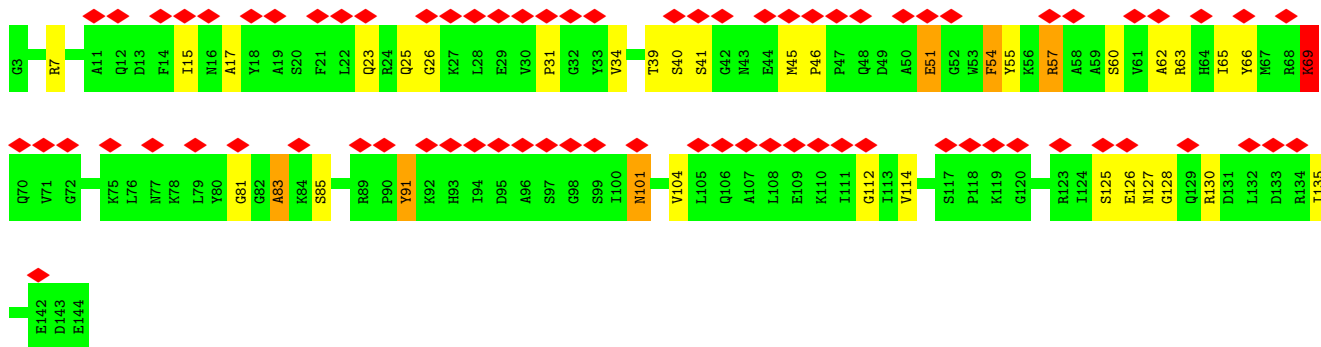 G3 R7 A11 Q12 D13 F14 I15 N16 A17 Y18 A19 S20 F21 L22 Q23 R24 Q25 G26 K27 L28 E29 V30 P31 G32 Y33 V34 T39 S40 S41 G42 N43 E44 M45 P46 P47 Q48 D49 A50 E51 G52 W53 F54 Y55 K56 R57 A58 A59 S60 V61 A62 R63 H64 I65 Y66 M67 R68 K69
Q70 V71 G72 K75 L76 N77 K78 L79 Y80 G81 G82 A83 K84 S85 R89 P90 Y91 K92 H93 I94 D95 A96 S97 G98 S99 I100 N101 V104 L105 Q106 A107 L108 E109 K110 I111 G112 I113 V114 S117 P118 K119 G120 R123 I124 S125 E126 N127 G128 Q129 R130 D131 L132 D133 R134 I135
E142 D143 E144